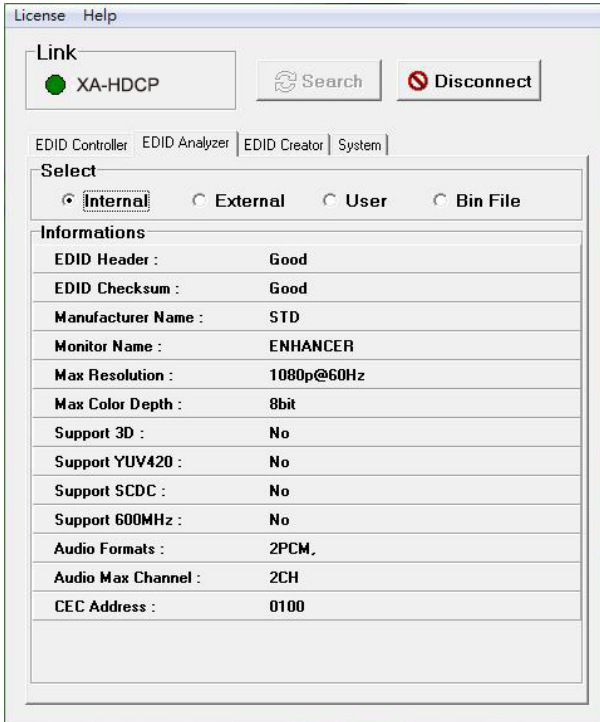 License Help
Link
XA-HDCP
Search
Disconnect
EDID Controller EDID Analyzer EDID Creator System
Select
Internal External User Bin File
Informations
EDID Header : Good
EDID Checksum : Good
Manufacturer Name : STD
Monitor Name : ENHANCER
Max Resolution : 1080p@60Hz
Max Color Depth : 8bit
Support 3D : No
Support YUV420 : No
Support SCDC : No
Support 600MHz : No
Audio Formats : 2PCM,
Audio Max Channel : 2CH
CEC Address : 0100